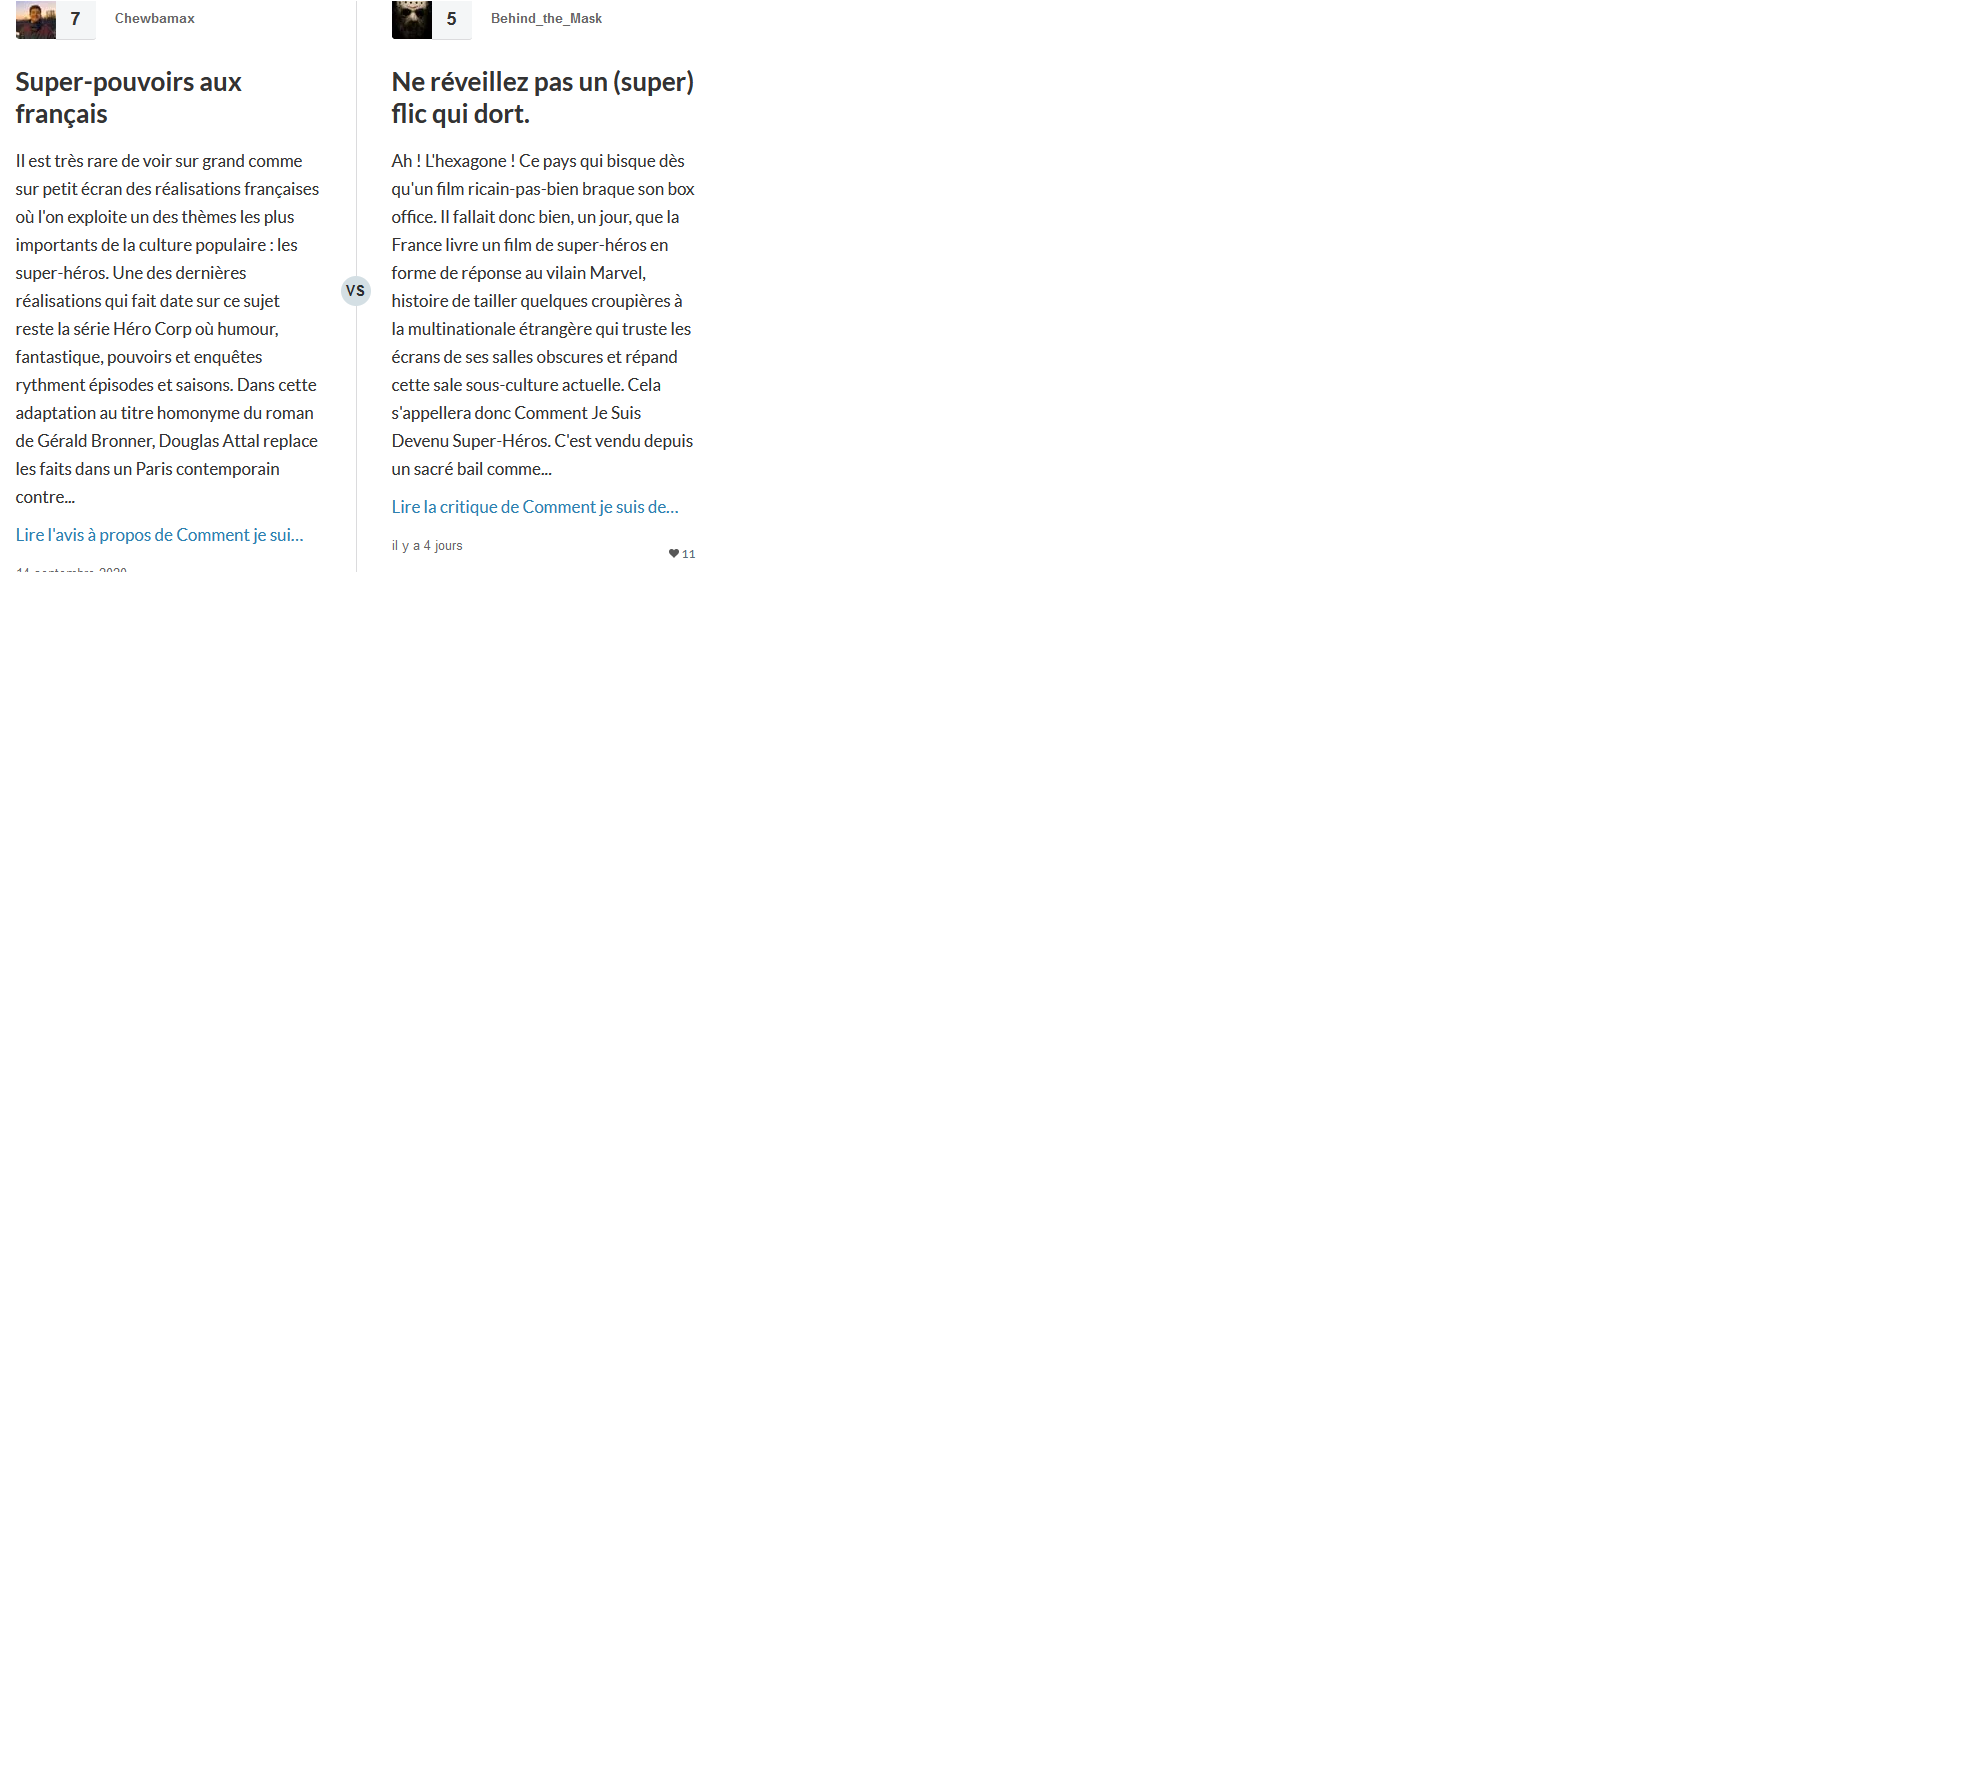 7 Chewbamax
Super-pouvoirs aux
français
Il est très rare de voir sur grand comme
sur petit écran des réalisations françaises
où l'on exploite un des thèmes les plus
importants de la culture populaire : les
super-héros. Une des dernières
réalisations qui fait date sur ce sujet
reste la série Héro Corp où humour,
fantastique, pouvoirs et enquêtes
rythment épisodes et saisons. Dans cette
adaptation au titre homonyme du roman
de Gérald Bronner, Douglas Attal replace
les faits dans un Paris contemporain
contre...
Lire l'avis à propos de Comment je sui...
14 septembre 2020
VS
5 Behind_the_Mask
Ne réveillez pas un (super)
flic qui dort.
Ah ! L'hexagone ! Ce pays qui bisque dès
qu'un film ricain-pas-bien braque son box
office. Il fallait donc bien, un jour, que la
France livre un film de super-héros en
forme de réponse au vilain Marvel,
histoire de tailler quelques croupières à
la multinationale étrangère qui truste les
écrans de ses salles obscures et répand
cette sale sous-culture actuelle. Cela
s'appellera donc Comment Je Suis
Devenu Super-Héros. C'est vendu depuis
un sacré bail comme...
Lire la critique de Comment je suis de...
il y a 4 jours
11